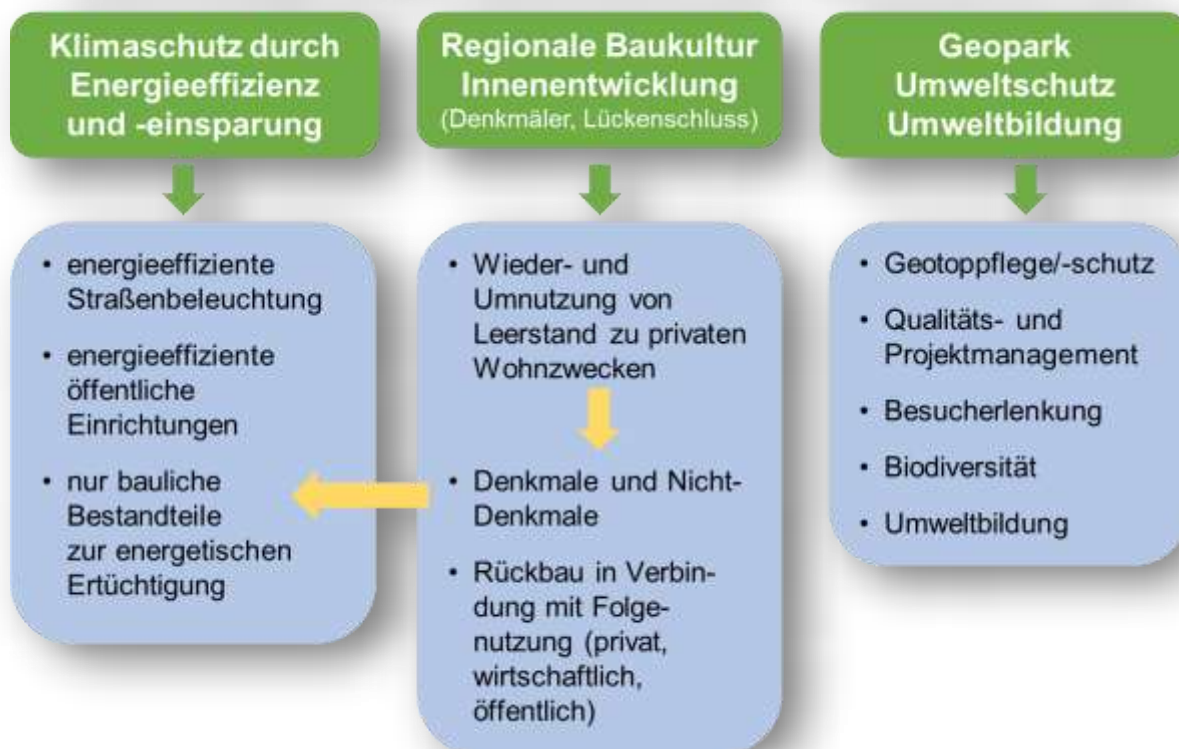 Klimaschutz durch
Energieeffizienz
und -einsparung
• energieeffiziente
Straßenbeleuchtung
• energieeffiziente
öffentliche
Einrichtungen
• nur bauliche
Bestandteile
zur energetischen
Ertüchtigung
Regionale Baukultur
Innenentwicklung
(Denkmäler, Lückenschluss)
• Wieder- und
Umnutzung von
Leerstand zu privaten
Wohnzwecken
• Denkmale und Nicht-
Denkmale
• Rückbau in Verbin-
dung mit Folge-
nutzung (privat,
wirtschaftlich,
öffentlich)
Geopark
Umweltschutz
Umweltbildung
• Geotoppflege/-schutz
• Qualitäts- und
Projektmanagement
• Besucherlenkung
• Biodiversität
• Umweltbildung